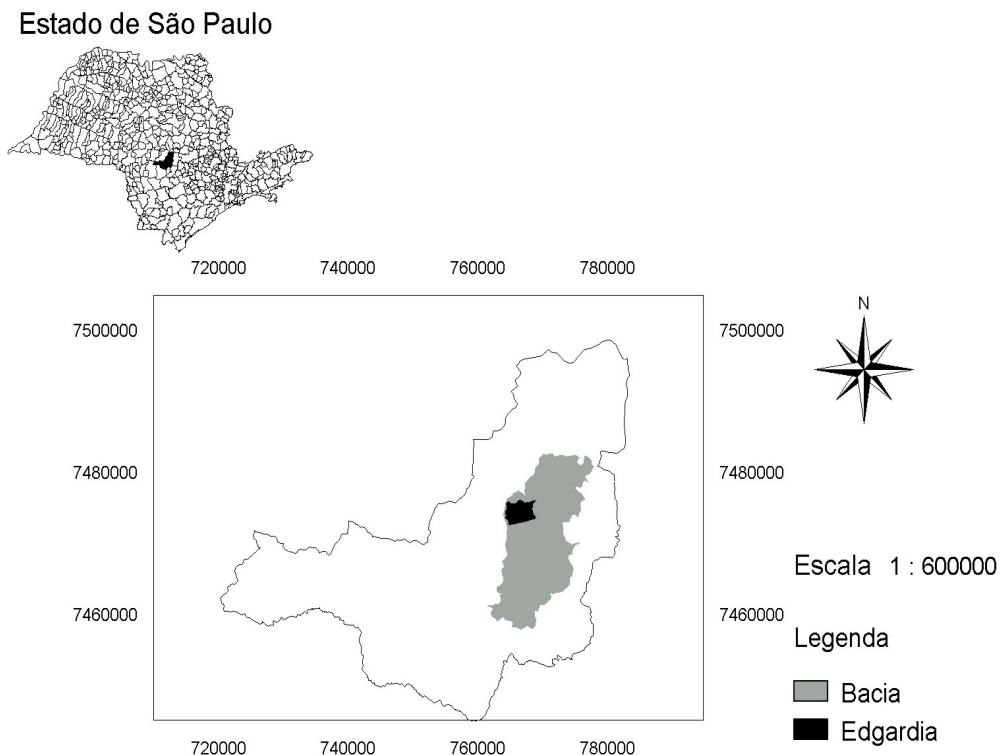 Estado de São Paulo
720000 740000 760000 780000
7500000 7500000
N
7480000 7480000
Escala 1 : 600000
7460000 7460000
Legenda
Bacia
Edgardia
720000 740000 760000 780000